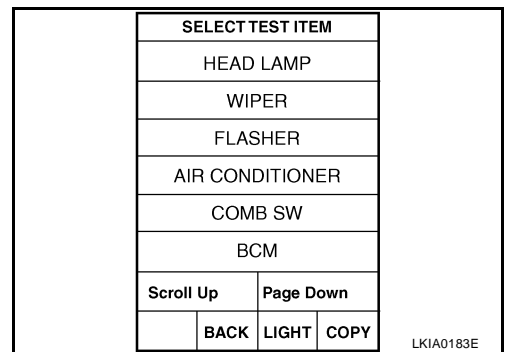 SELECT TEST ITEM
HEAD LAMP
WIPER
FLASHER
AIR CONDITIONER
COMB SW
BCM
Scroll Up Page Down
BACK LIGHT COPY
LKIA0183E